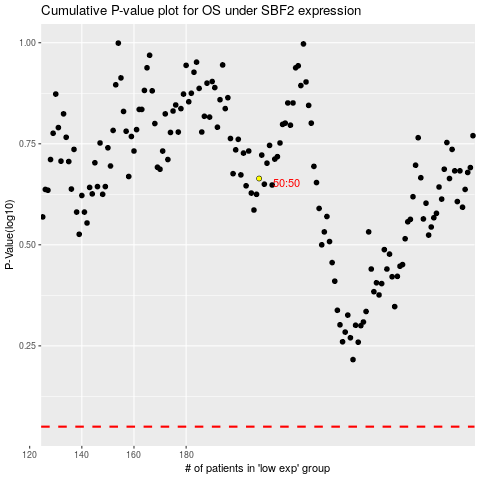 Cumulative P-value plot for OS under SBF2 expression
P-Value(log10)
1.00
0.75
0.50
0.25
50:50
120 140 160 180
# of patients in 'low exp' group